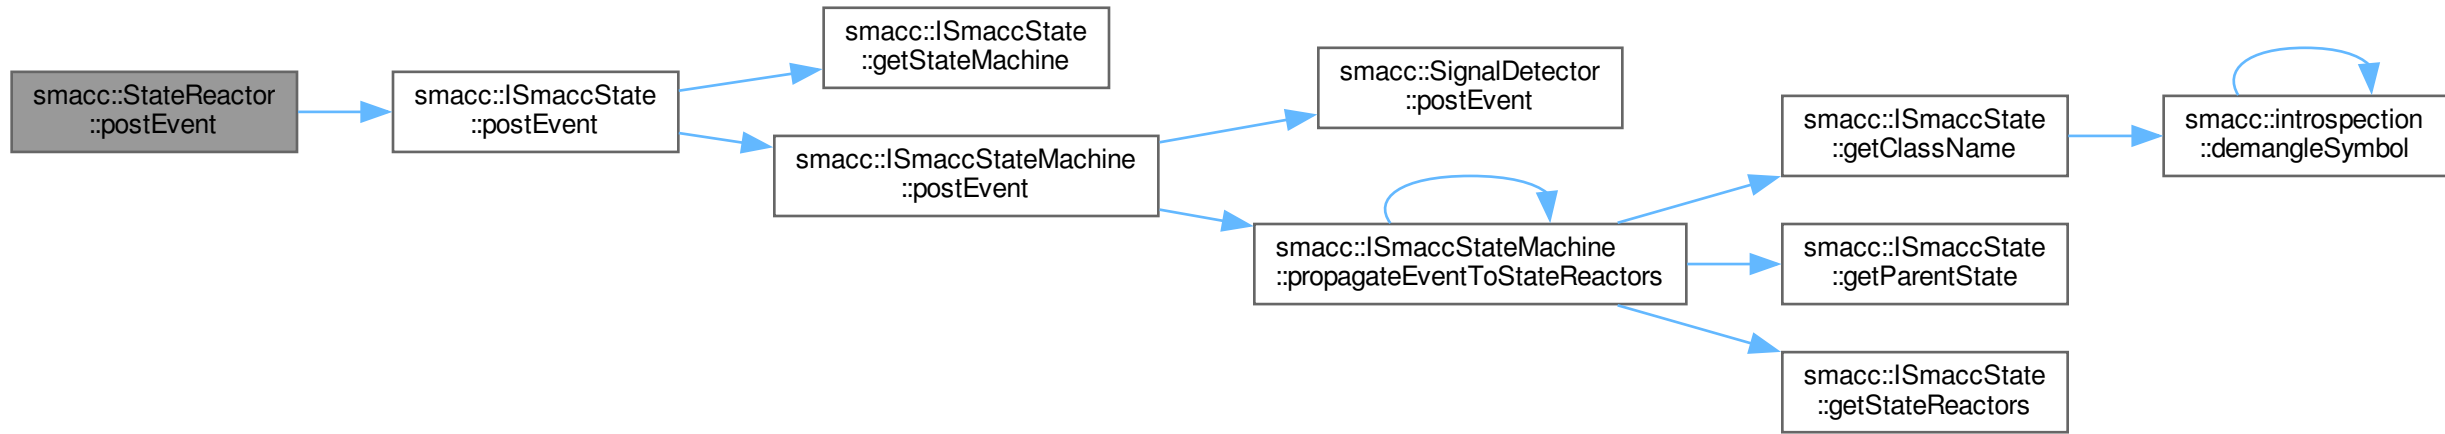 smacc::StateReactor
::postEvent
smacc::ISmaccState
::postEvent
smacc::ISmaccState
::getStateMachine
smacc::ISmaccStateMachine
::postEvent
smacc::SignalDetector
::postEvent
smacc::ISmaccStateMachine
::propagateEventToStateReactors
smacc::ISmaccState
::getClassName
smacc::introspection
::demangleSymbol
smacc::ISmaccState
::getParentState
smacc::ISmaccState
::getStateReactors